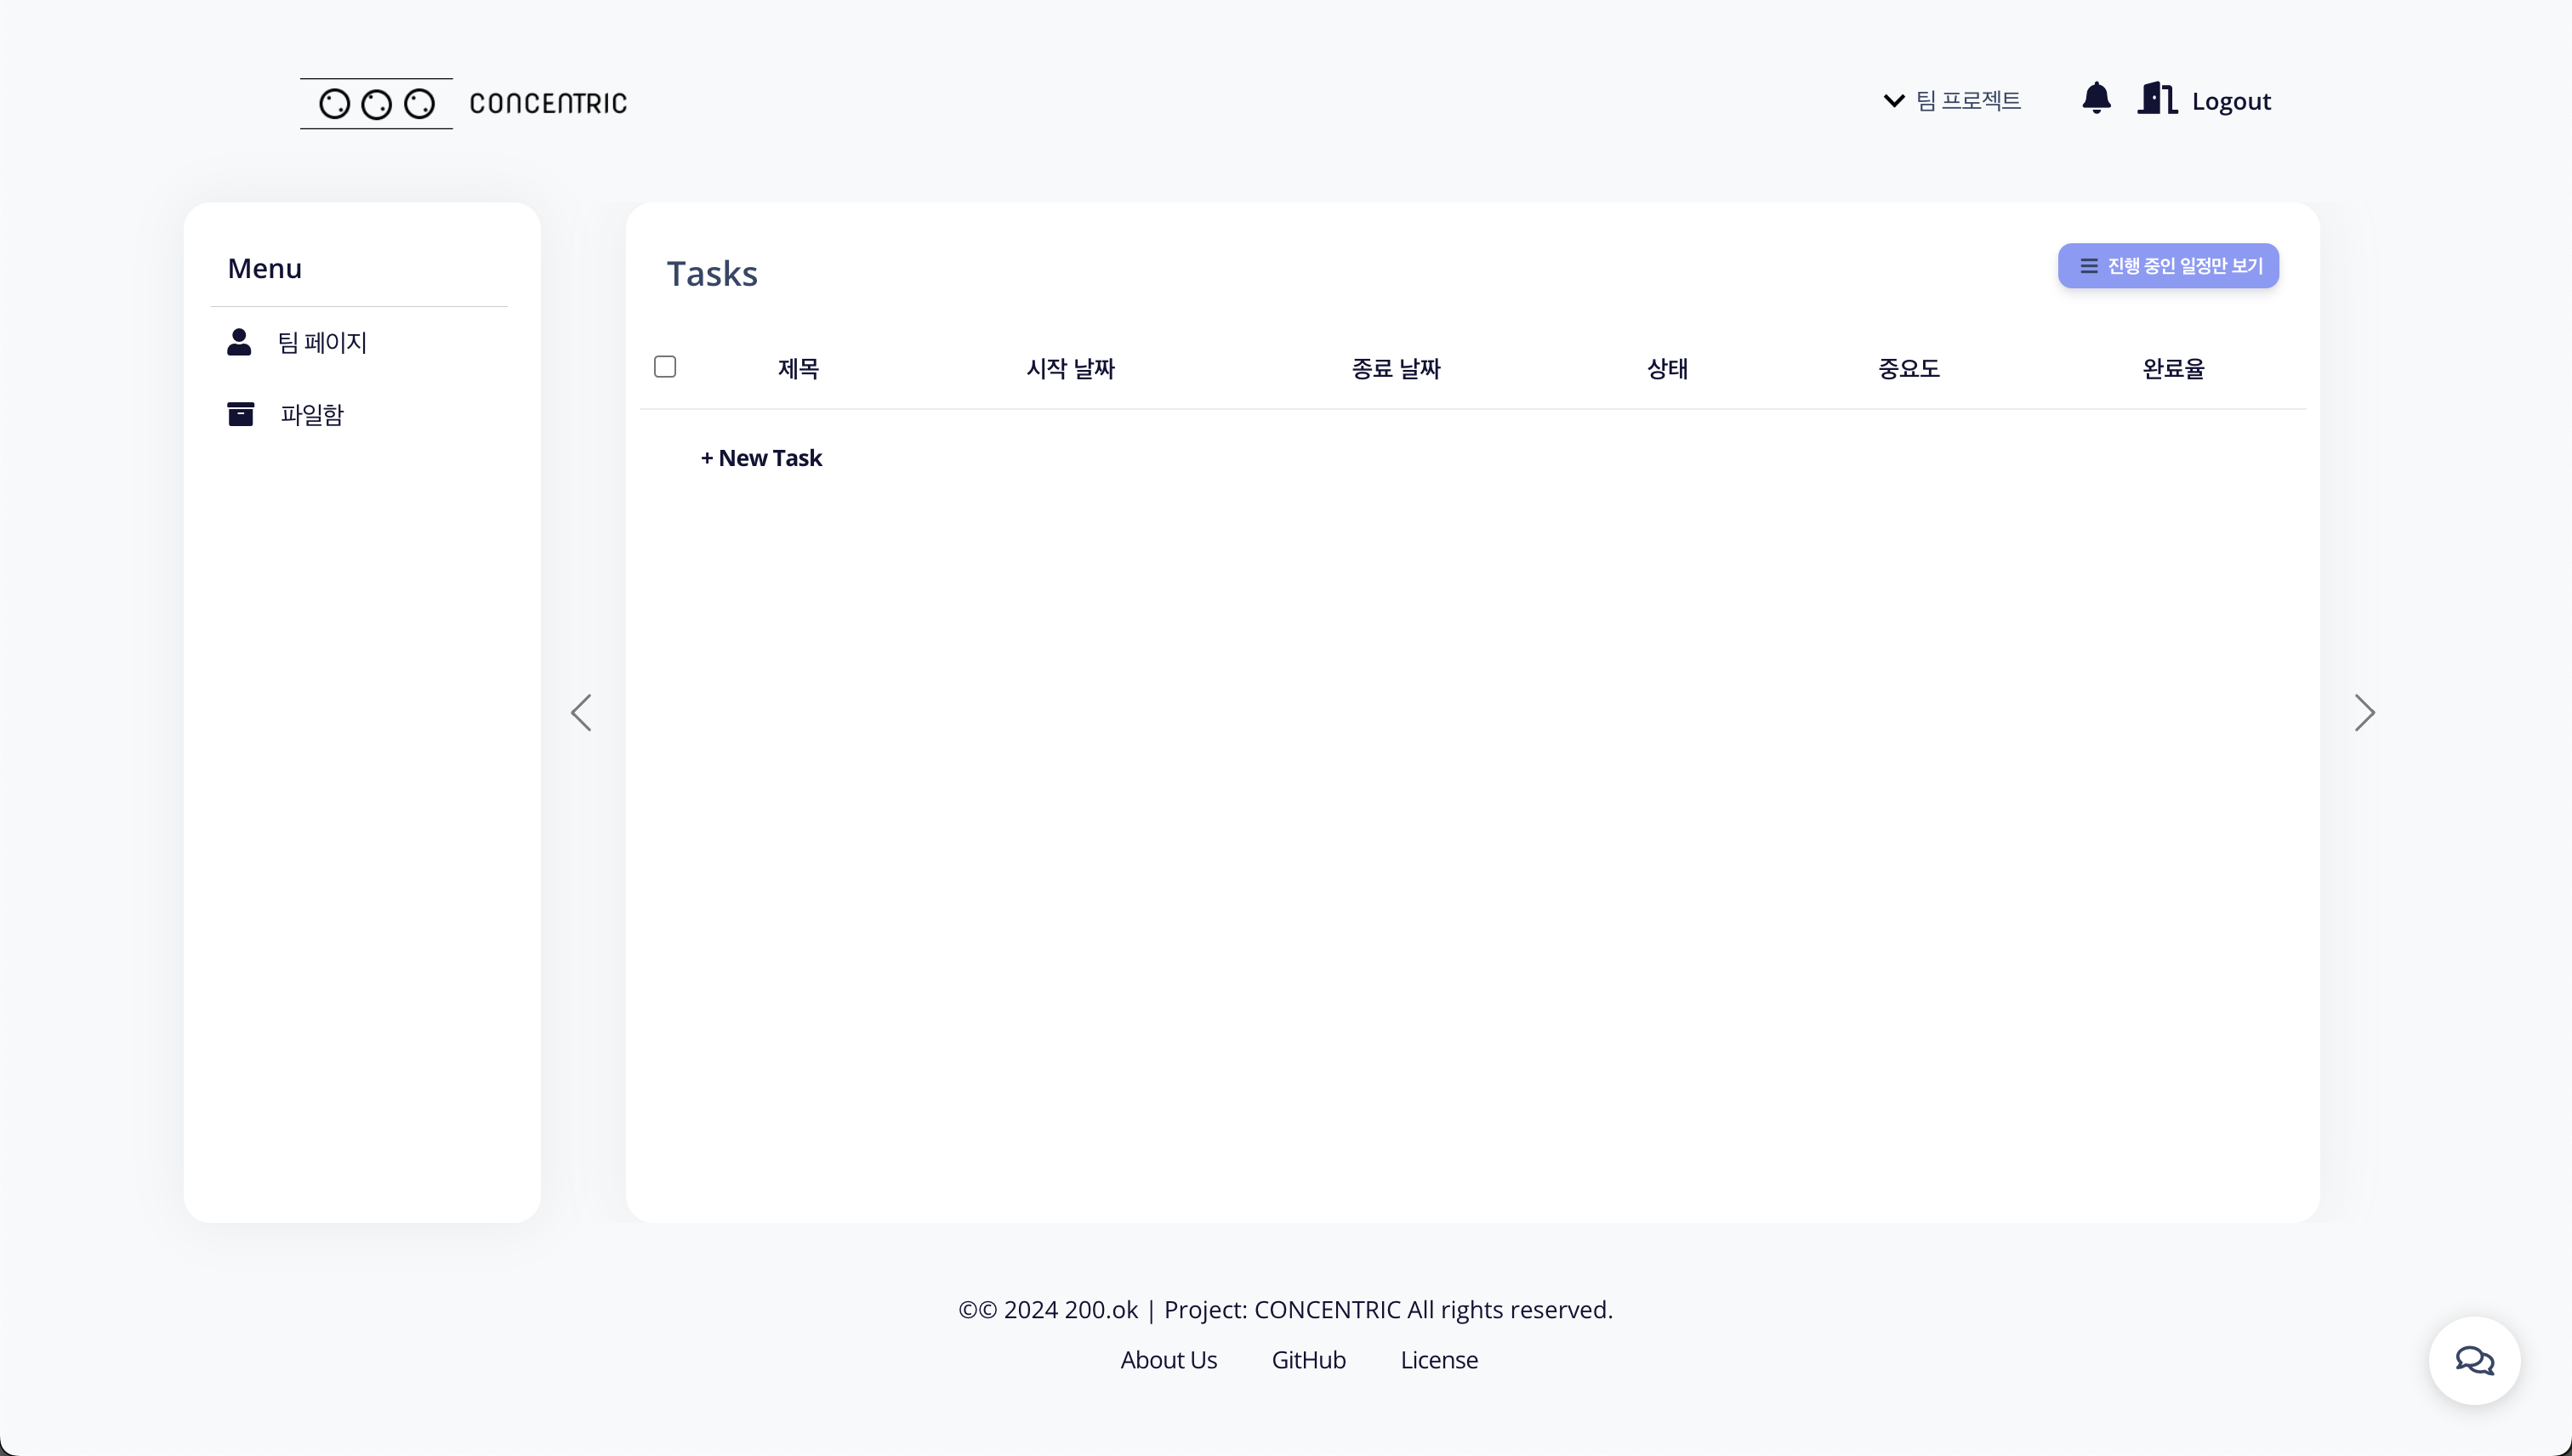 CONCENTRIC
팀 프로젝트
Logout
Menu
팀 페이지
파일함
Tasks
진행 중인 일정만 보기
제목 시작 날짜 종료 날짜 상태 중요도 완료율
+ New Task
©© 2024 200.ok | Project: CONCENTRIC All rights reserved.
About Us GitHub License